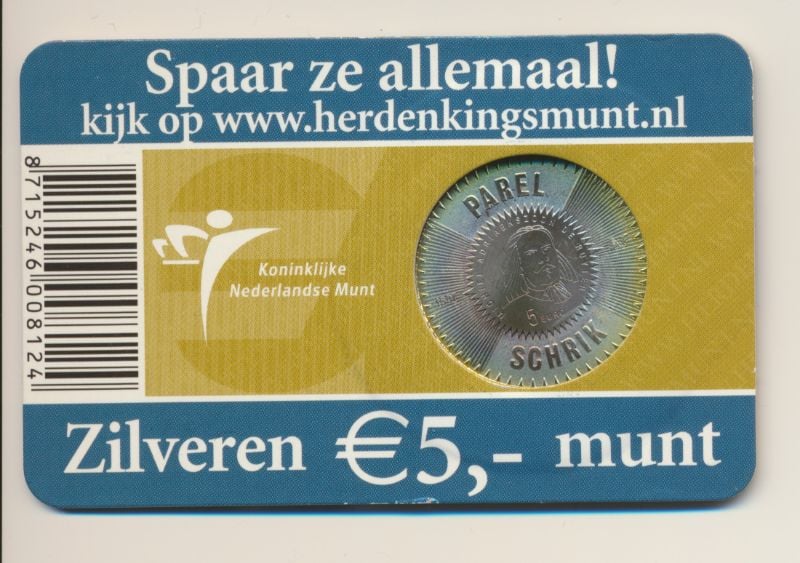 Spaar ze allemaal!
kijk op www.herdenkingsmunt.nl
8 715246 008124
Koninklijke
Nederlandse Munt
PAREL
5 EURO
SCHRIK
Zilveren €5,- munt